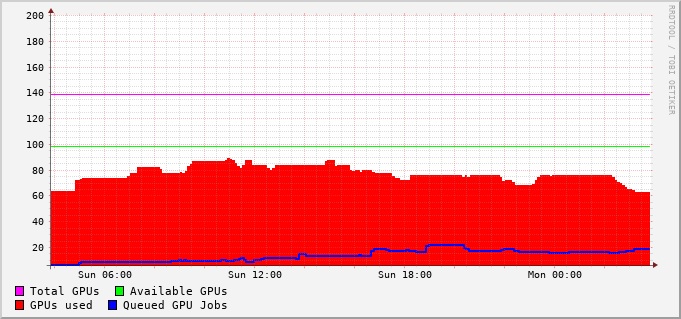 200
180
160
140
120
100
80
60
40
20
Sun 06:00 Sun 12:00 Sun 18:00 Mon 00:00
Total GPUs Available GPUs
GPUs used Queued GPU Jobs
RRDTOOL / TOBI OETIKER